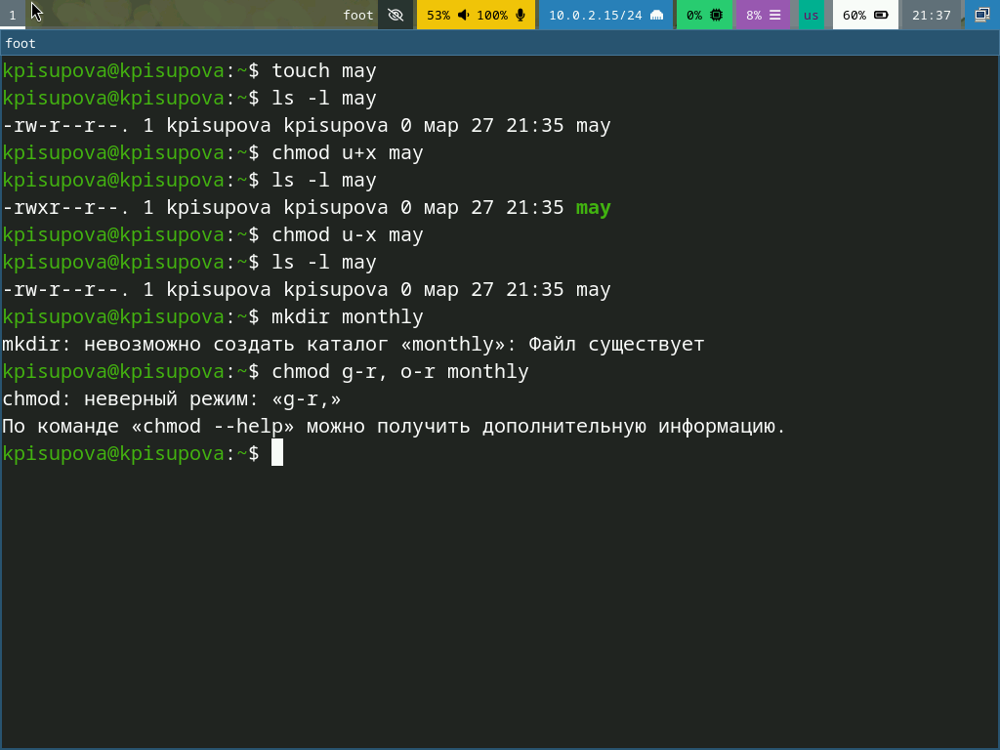 1 foot 53% 100% 10.0.2.15/24 0% 8% us 60% 21:37
foot
kpisupova@kpisupova:~$ touch may
kpisupova@kpisupova:~$ ls -l may
-rw-r--r--. 1 kpisupova kpisupova 0 мар 27 21:35 may
kpisupova@kpisupova:~$ chmod u+x may
kpisupova@kpisupova:~$ ls -l may
-rwxr--r--. 1 kpisupova kpisupova 0 мар 27 21:35 may
kpisupova@kpisupova:~$ chmod u-x may
kpisupova@kpisupova:~$ ls -l may
-rw-r--r--. 1 kpisupova kpisupova 0 мар 27 21:35 may
kpisupova@kpisupova:~$ mkdir monthly
mkdir: невозможно создать каталог «monthly»: Файл существует
kpisupova@kpisupova:~$ chmod g-r, o-r monthly
chmod: неверный режим: «g-r,»
По команде «chmod --help» можно получить дополнительную информацию.
kpisupova@kpisupova:~$